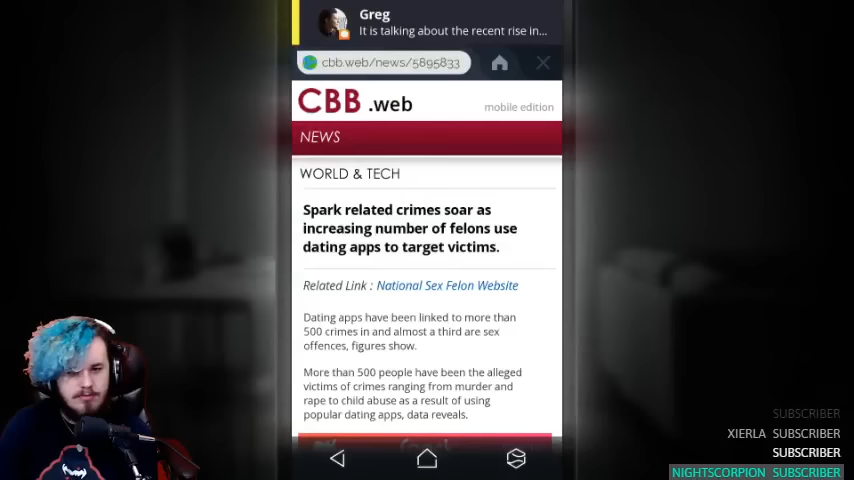 Greg
It is talking about the recent rise in...
cbb.web/news/5895833
CBB .web
mobile edition
NEWS
WORLD & TECH
Spark related crimes soar as
increasing number of felons use
dating apps to target victims.
Related Link : National Sex Felon Website
Dating apps have been linked to more than
500 crimes in and almost a third are sex
offences, figures show.
More than 500 people have been the alleged
victims of crimes ranging from murder and
rape to child abuse as a result of using
popular dating apps, data reveals.
SUBSCRIBER
XIERLA SUBSCRIBER
SUBSCRIBER
NIGHTSCORPION SUBSCRIBER